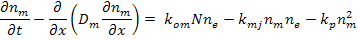 ∂n_m/∂t − ∂/∂x (D_m ∂n_m/∂x) = k_om N n_e − k_mj n_m n_e − k_p n_m^2